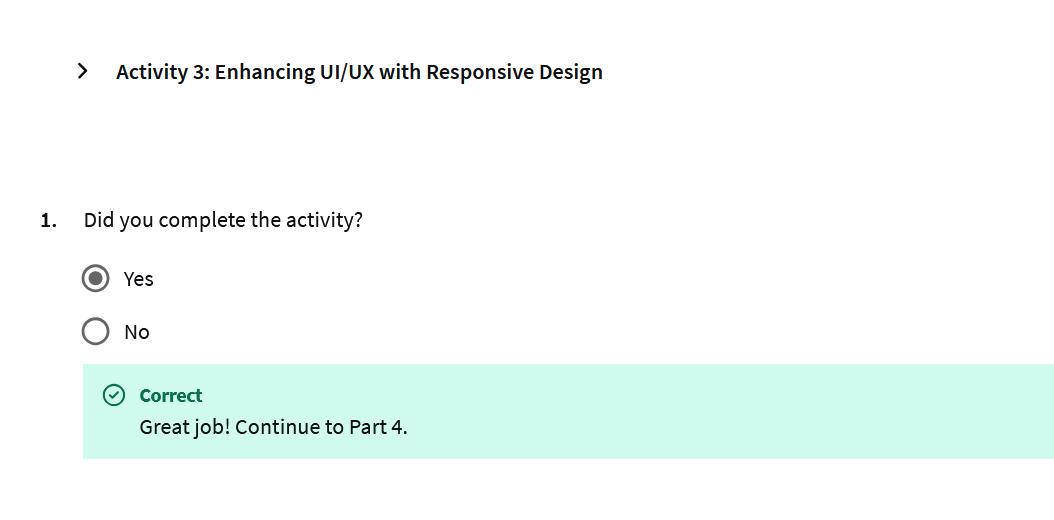 Activity 3: Enhancing UI/UX with Responsive Design
1. Did you complete the activity?
Yes
No
Correct
Great job! Continue to Part 4.